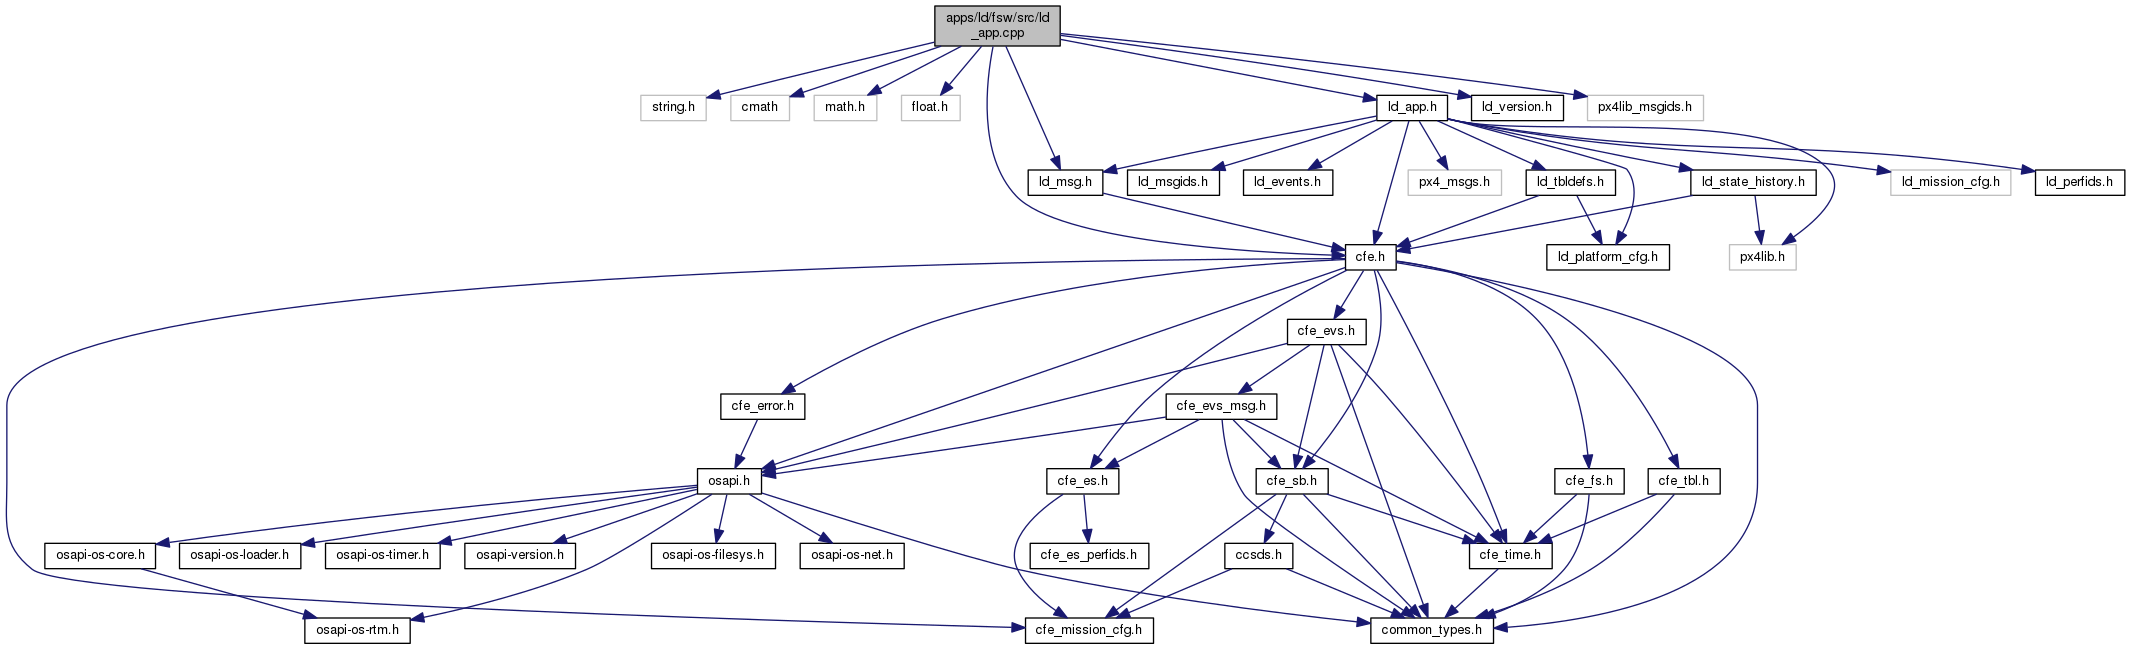 apps/ld/fsw/src/ld
_app.cpp
string.h
cmath
math.h
float.h
ld_app.h
ld_version.h
px4lib_msgids.h
ld_msg.h
ld_msgids.h
ld_events.h
px4_msgs.h
ld_tbldefs.h
ld_state_history.h
ld_mission_cfg.h
ld_perfids.h
cfe.h
ld_platform_cfg.h
px4lib.h
cfe_evs.h
cfe_error.h
cfe_evs_msg.h
osapi.h
cfe_es.h
cfe_sb.h
cfe_fs.h
cfe_tbl.h
osapi-os-core.h
osapi-os-loader.h
osapi-os-timer.h
osapi-version.h
osapi-os-filesys.h
osapi-os-net.h
cfe_es_perfids.h
ccsds.h
cfe_time.h
osapi-os-rtm.h
cfe_mission_cfg.h
common_types.h